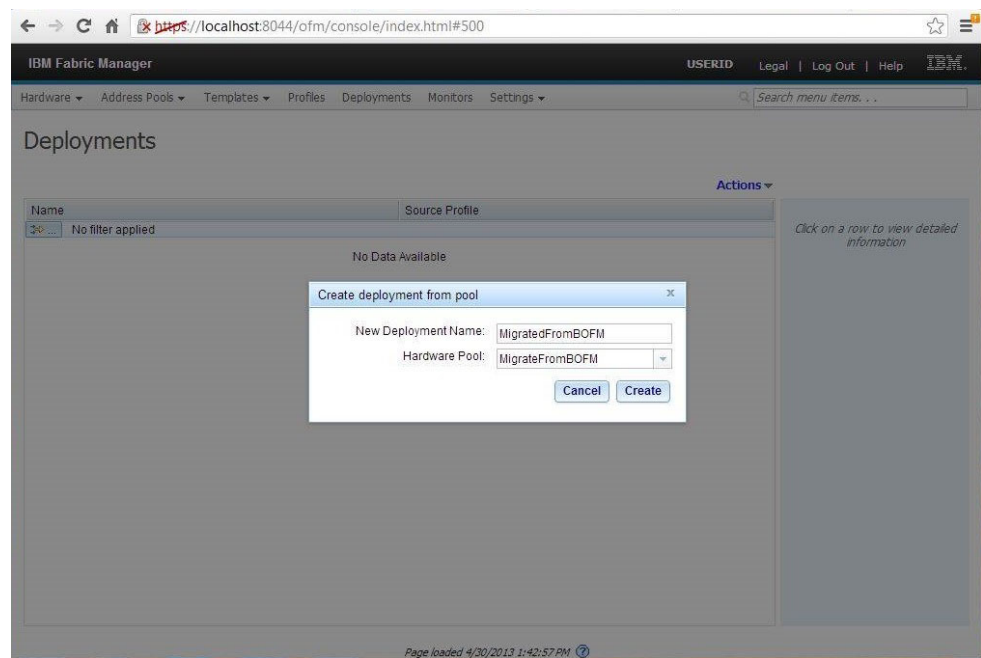 https://localhost:8044/ofm/console/index.html#500
IBM Fabric Manager USERID Legal | Log Out | Help IBM.
Hardware Address Pools Templates Profiles Deployments Monitors Settings Search menu items. . .
Deployments
Actions
Name Source Profile
... No filter applied
Click on a row to view detailed information
No Data Available
Create deployment from pool x
New Deployment Name: MigratedFromBOFM
Hardware Pool: MigrateFromBOFM
Cancel Create
Page loaded 4/30/2013 1:42:57 PM ?